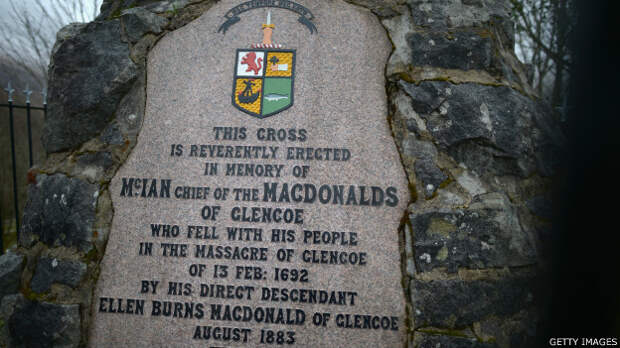 THIS CROSS
IS REVERENTLY ERECTED
IN MEMORY OF
McIAN CHIEF OF THE MACDONALDS
OF GLENCOE
WHO FELL WITH HIS PEOPLE
IN THE MASSACRE OF GLENCOE
OF 13 FEB: 1692
BY HIS DIRECT DESCENDANT
ELLEN BURNS MACDONALD OF GLENCOE
AUGUST 1883
GETTY IMAGES